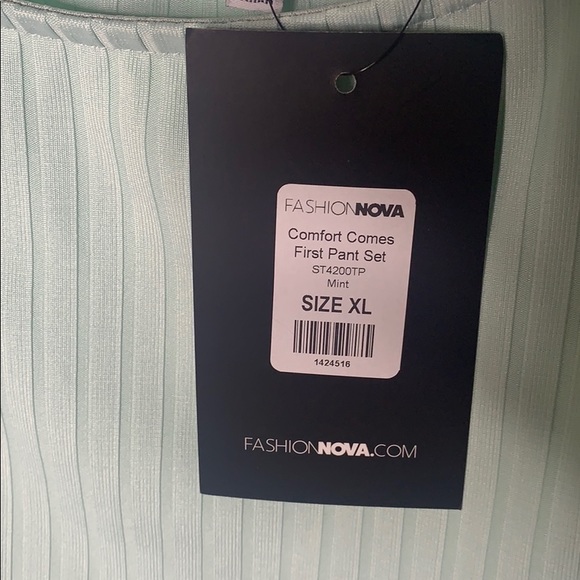 FASHIONNOVA
Comfort Comes
First Pant Set
ST4200TP
Mint
SIZE XL
1424516
FASHIONNOVA.COM